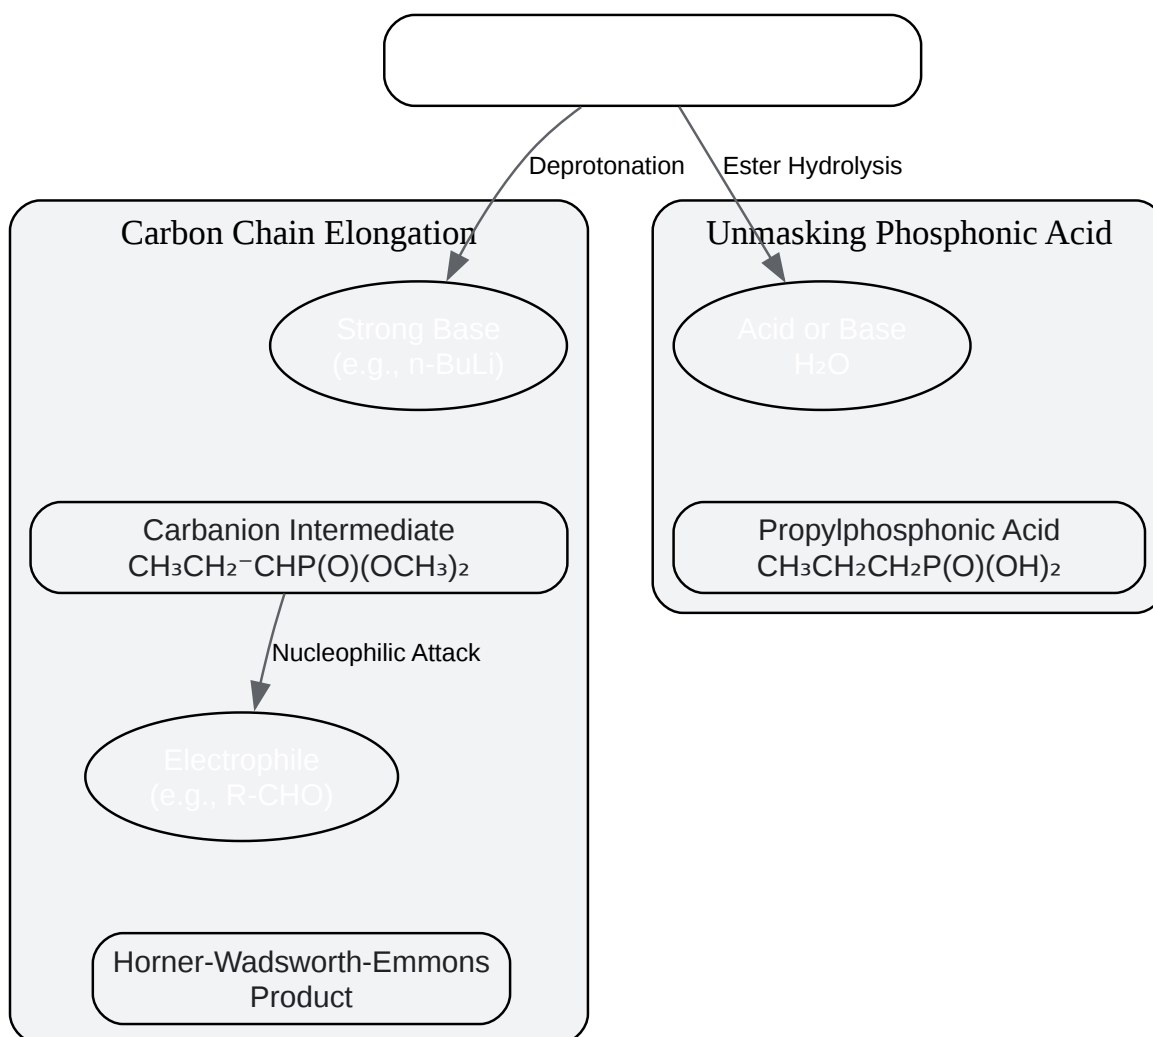 Deprotonation
Ester Hydrolysis
Carbon Chain Elongation
Unmasking Phosphonic Acid
Strong Base
(e.g., n-BuLi)
Acid or Base
H₂O
Carbanion Intermediate
CH₃CH₂⁻CHP(O)(OCH₃)₂
Propylphosphonic Acid
CH₃CH₂CH₂P(O)(OH)₂
Nucleophilic Attack
Electrophile
(e.g., R-CHO)
Horner-Wadsworth-Emmons
Product